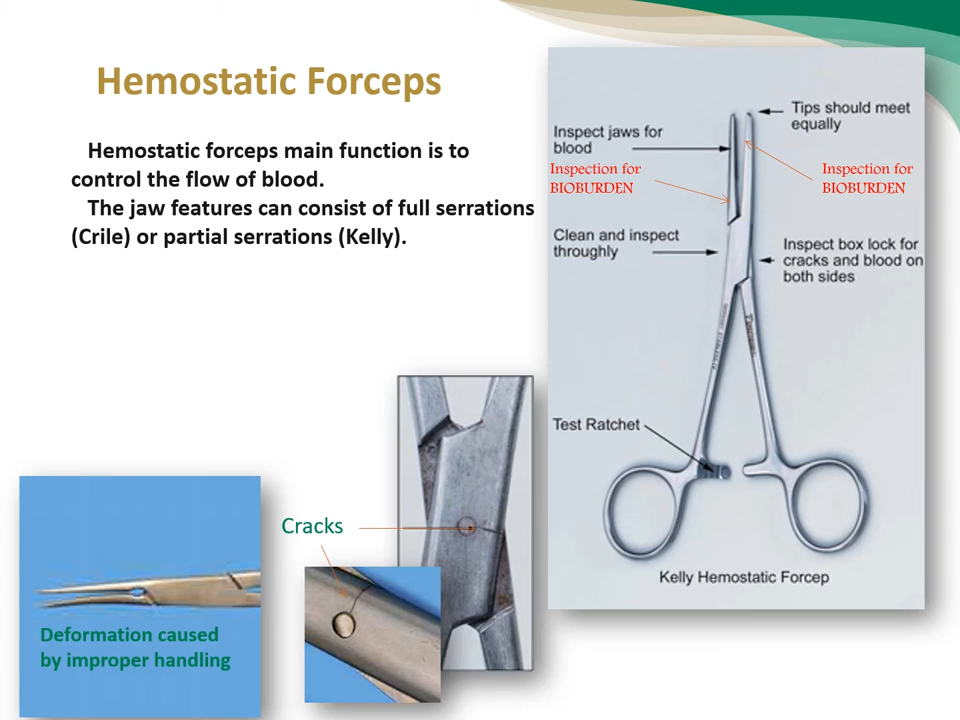 Hemostatic Forceps
Hemostatic forceps main function is to
control the flow of blood.
The jaw features can consist of full serrations
(Crile) or partial serrations (Kelly).
Tips should meet
equally
Inspect jaws for
blood
Inspection for
BIOBURDEN
Inspection for
BIOBURDEN
Clean and inspect
throughly
Inspect box lock for
cracks and blood on
both sides
Test Ratchet
Kelly Hemostatic Forcep
Cracks
Deformation caused
by improper handling